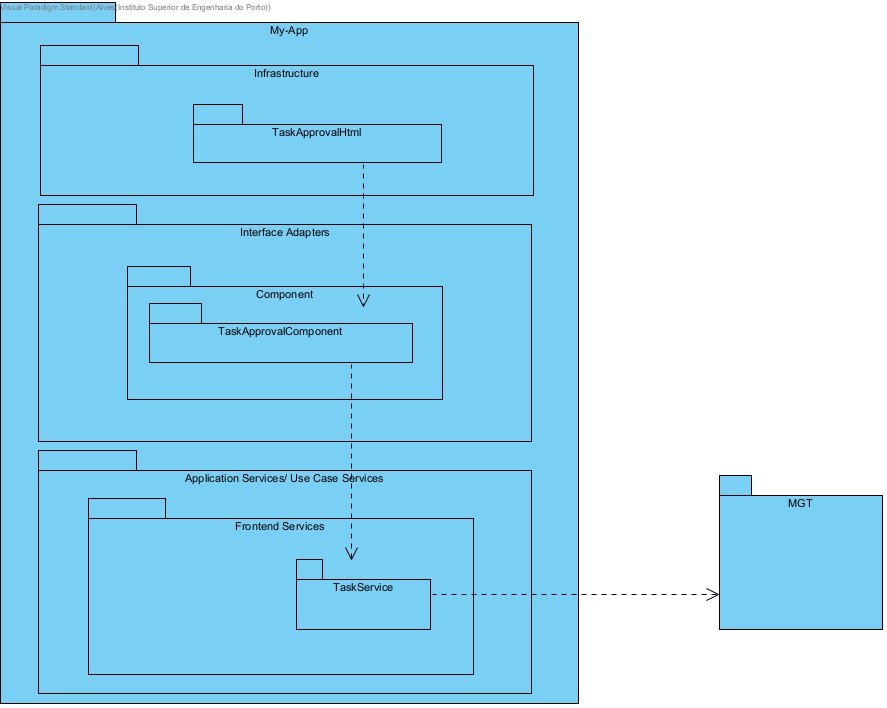 Visual Paradigm Standard(Alves Instituto Superior de Engenharia do Porto))
My-App
Infrastructure
TaskApprovalHtml
Interface Adapters
Component
TaskApprovalComponent
Application Services/ Use Case Services
Frontend Services
TaskService
MGT